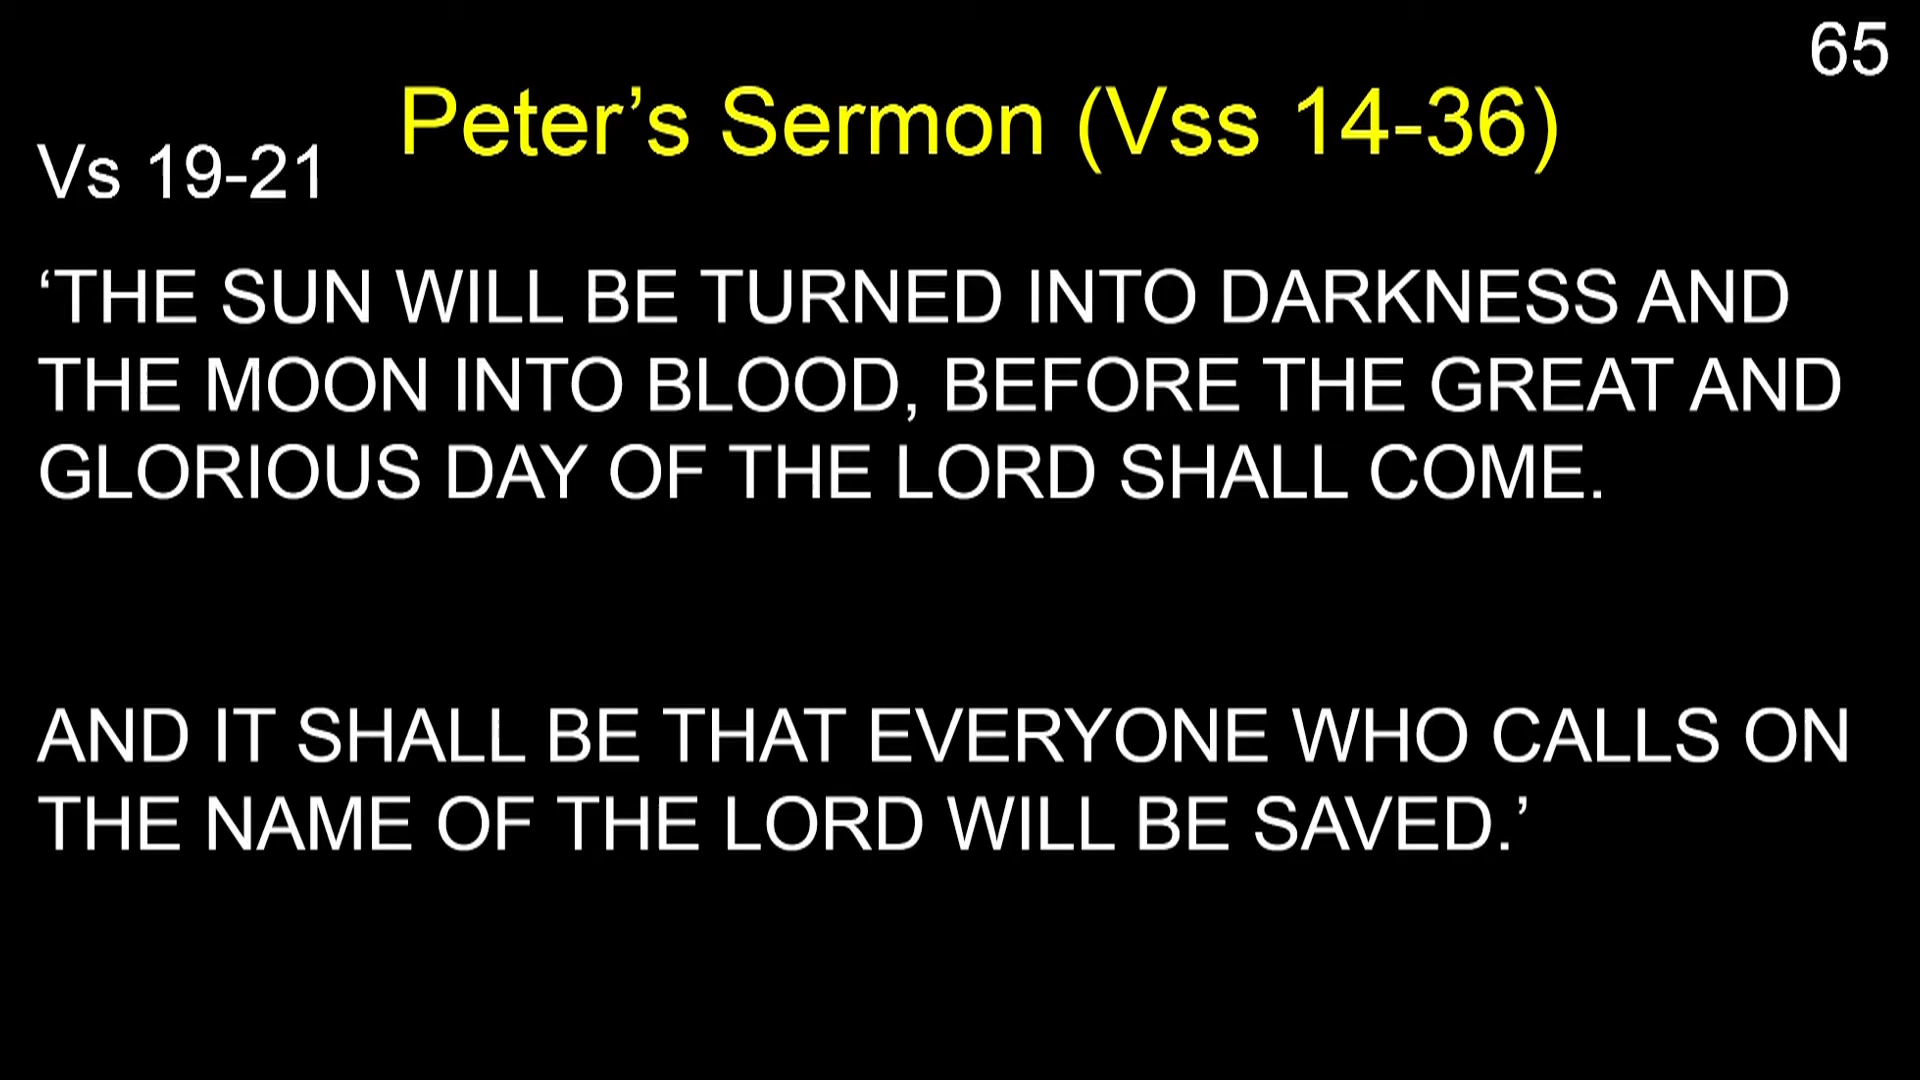 65
Peter’s Sermon (Vss 14-36)
Vs 19-21
‘THE SUN WILL BE TURNED INTO DARKNESS AND
THE MOON INTO BLOOD, BEFORE THE GREAT AND
GLORIOUS DAY OF THE LORD SHALL COME.
AND IT SHALL BE THAT EVERYONE WHO CALLS ON
THE NAME OF THE LORD WILL BE SAVED.’